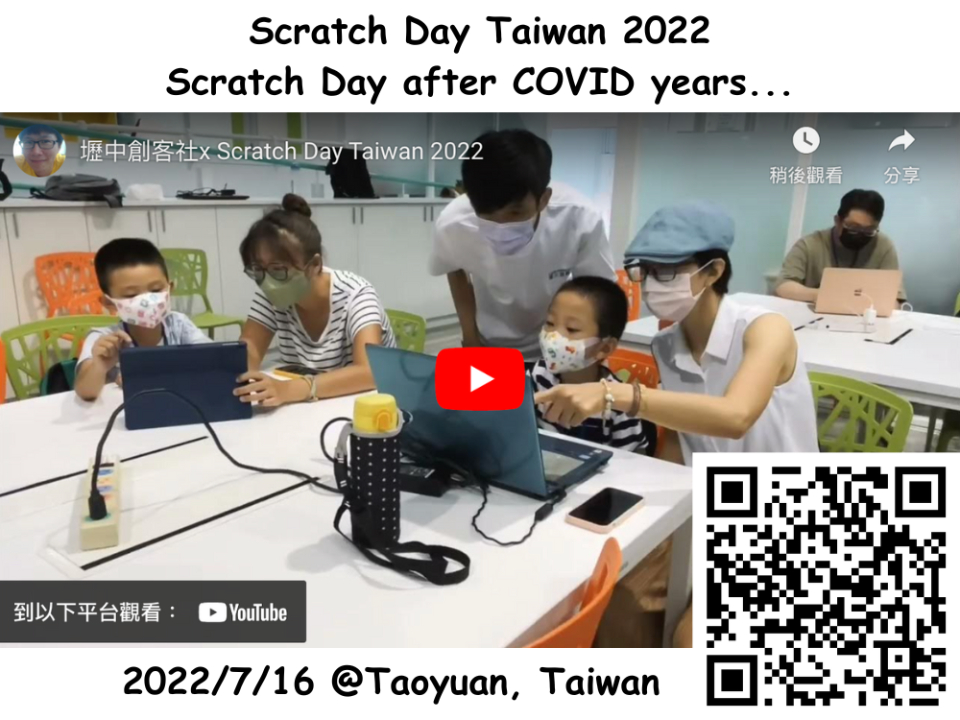 Scratch Day Taiwan 2022
Scratch Day after COVID years...
壢中創客社x Scratch Day Taiwan 2022
稍後觀看
分享
到以下平台觀看：
YouTube
2022/7/16 @Taoyuan, Taiwan